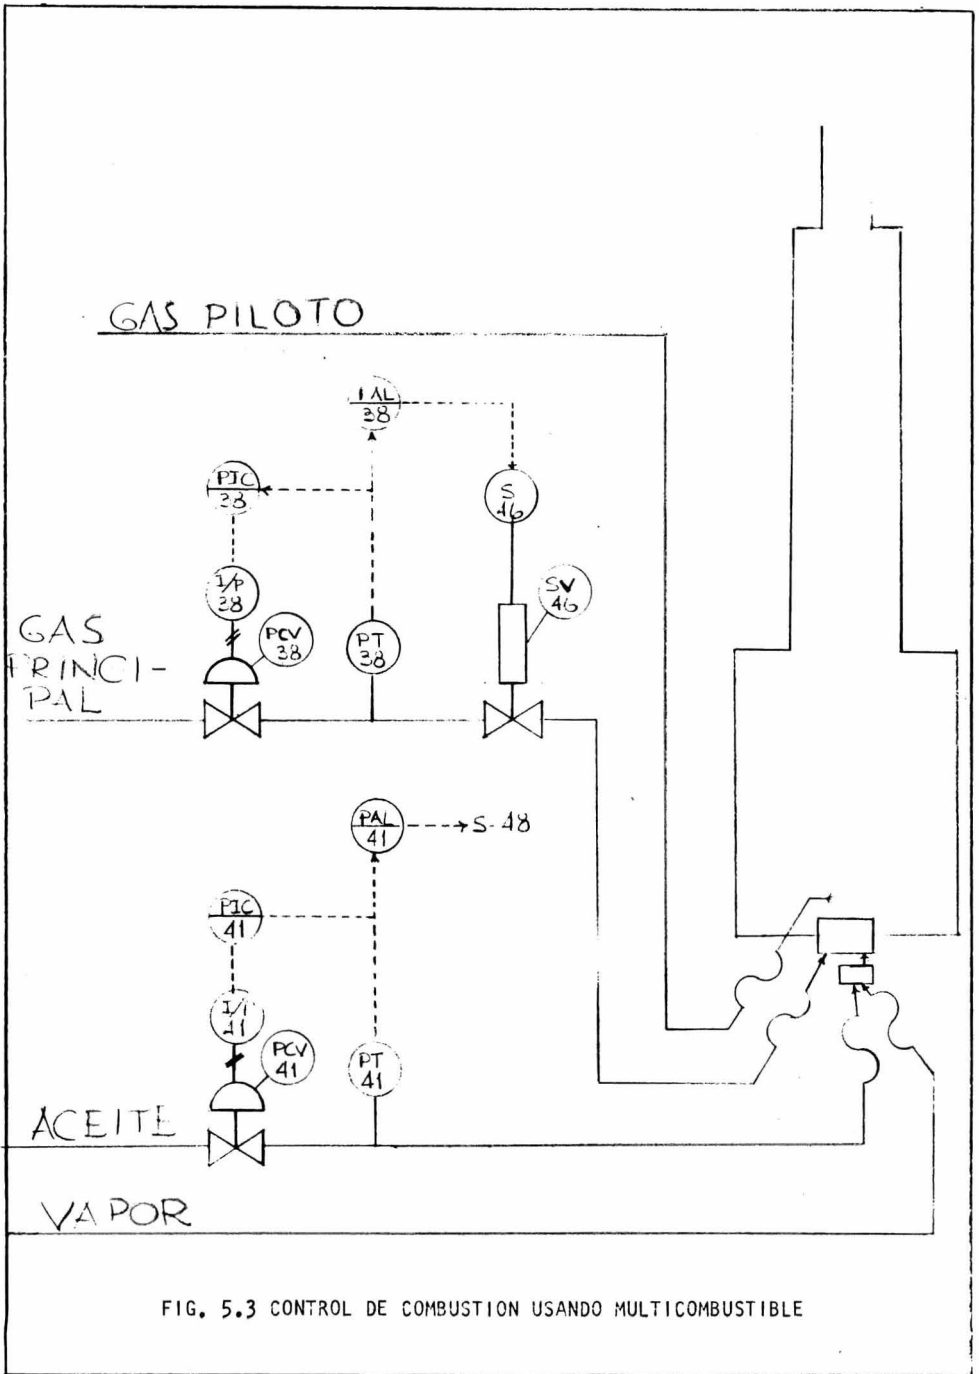 GAS PILOTO
38
PIC
38
S
46
I/P
38
SV
46
GAS
PRINCI-
PAL
PCV
38
PT
38
PAL
41
S-48
PIC
41
41
PCV
41
PT
41
ACEITE
VAPOR
FIG. 5.3 CONTROL DE COMBUSTION USANDO MULTICOMBUSTIBLE